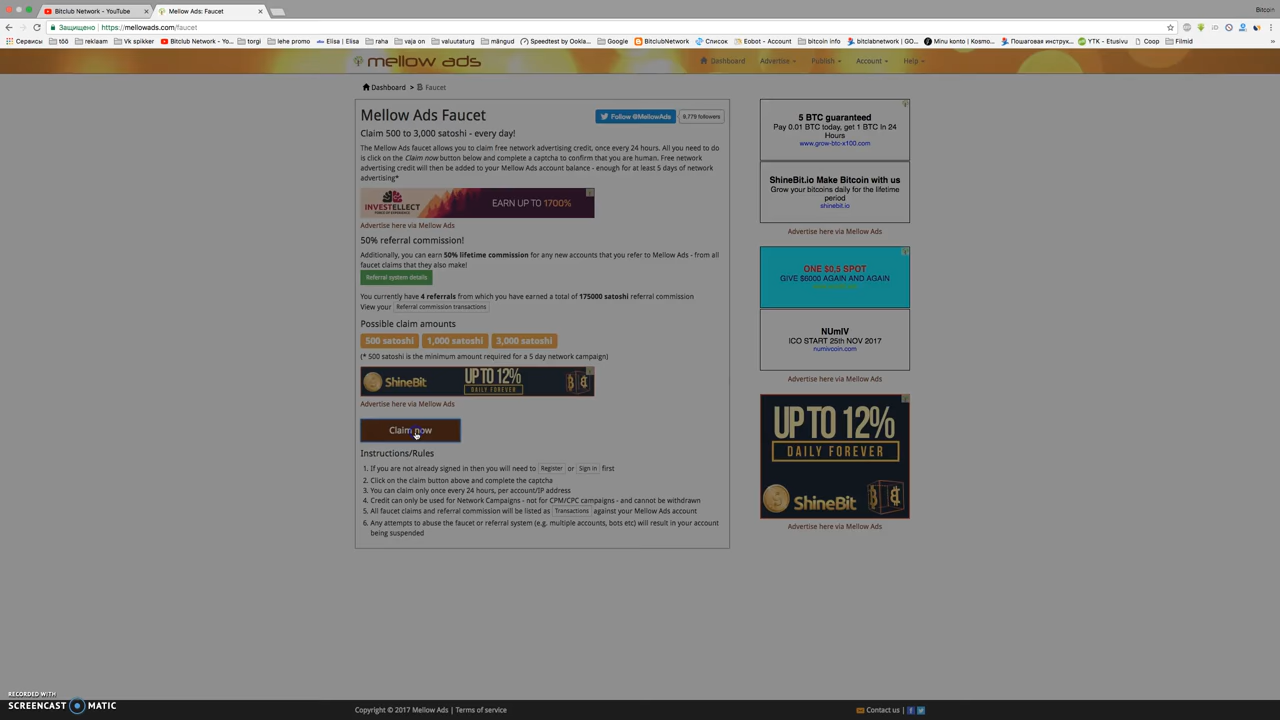 Bitclub Network - YouTube
Mellow Ads: Faucet
Bitcoin
Защищено
https://mellowads.com/faucet
Сервисы
töö
reklaam
Vk spikker
Bitclub Network - Yo...
torgi
lehe promo
Elisa | Elisa
raha
vaja on
valuutaturg
mängud
Speedtest by Ookla...
Google
BitclubNetwork
Список
Eobot - Account
bitcoin info
bitclabnetwork | GO...
Minu konto | Kosmo...
Пошаговая инструк...
YTK - Etusivu
Coop
Filmid
mellow ads
Dashboard
Advertise
Publish
Account
Help
Dashboard > Faucet
Mellow Ads Faucet
Follow @MellowAds
9,779 followers
Claim 500 to 3,000 satoshi - every day!
The Mellow Ads faucet allows you to claim free network advertising credit, once every 24 hours. All you need to
do is click on the Claim now button below and complete a captcha to confirm that you are human. Free network
advertising credit will then be added to your Mellow Ads account balance - enough for at least 5 days of network
advertising*
INVESTELLECT
EARN UP TO 1700%
Advertise here via Mellow Ads
50% referral commission!
Additionally, you can earn 50% lifetime commission for any new accounts that you refer to Mellow Ads - from all
faucet claims that they also make!
Referral system details
You currently have 4 referrals from which you have earned a total of 175000 satoshi referral commission
View your Referral commission transactions
Possible claim amounts
500 satoshi 1,000 satoshi 3,000 satoshi
(* 500 satoshi is the minimum amount required for a 5 day network campaign)
ShineBit
UP TO 12%
DAILY FOREVER
Advertise here via Mellow Ads
Claim now
Instructions/Rules
1. If you are not already signed in then you will need to Register or Sign in first
2. Click on the claim button above and complete the captcha
3. You can claim only once every 24 hours, per account/IP address
4. Credit can only be used for Network Campaigns - not for CPM/CPC campaigns - and cannot be withdrawn
5. All faucet claims and referral commission will be listed as Transactions against your Mellow Ads account
6. Any attempts to abuse the faucet or referral system (e.g. multiple accounts, bots etc) will result in your account
being suspended
5 BTC guaranteed
Pay 0.01 BTC today, get 1 BTC In 24
Hours
www.grow-btc-x100.com
ShineBit.io Make Bitcoin with us
Grow your bitcoins daily for the lifetime
period
shinebit.io
Advertise here via Mellow Ads
ONE $0,5 SPOT
GIVE $6000 AGAIN AND AGAIN
NUmIV
ICO START 25th NOV 2017
numivcoin.com
Advertise here via Mellow Ads
UP TO 12%
DAILY FOREVER
ShineBit
Advertise here via Mellow Ads
RECORDED WITH
SCREENCAST MATIC
Copyright © 2017 Mellow Ads | Terms of service
Contact us |